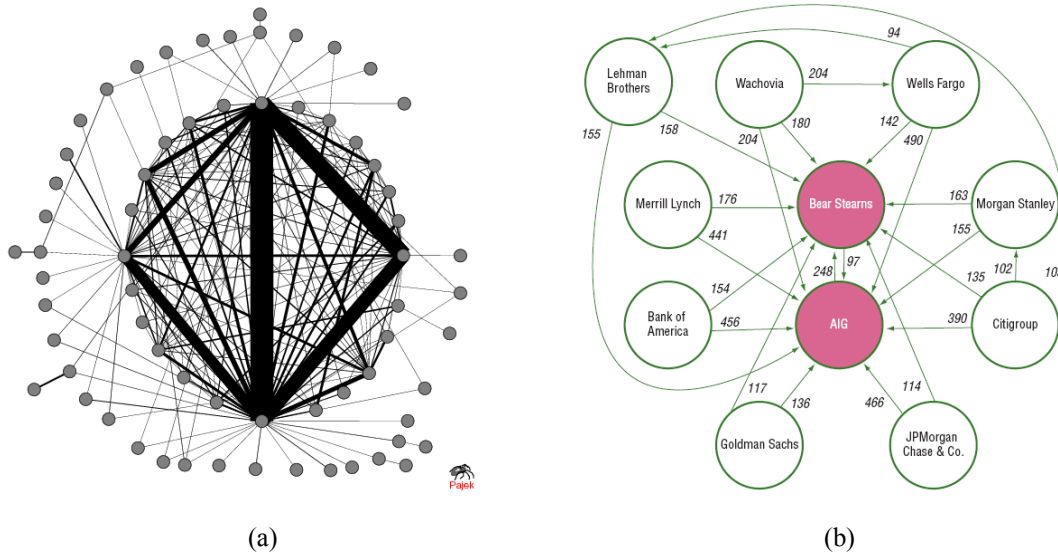 94
Lehman
Brothers
Wachovia
204
Wells Fargo
155
158
180
204
142
490
Merrill Lynch
176
Bear Stearns
163
Morgan Stanley
441
155
97
248
102
135
154
Bank of
America
456
AIG
390
Citigroup
117
136
114
466
Goldman Sachs
JPMorgan
Chase & Co.
Pajek
(a)
(b)